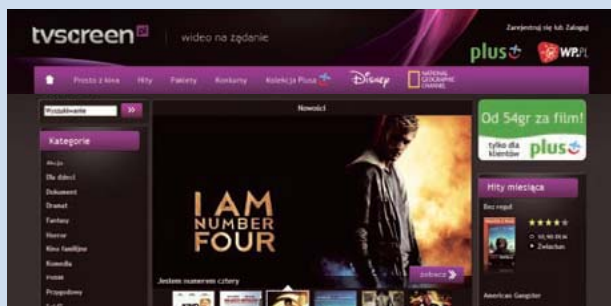 tvscreen pl
wideo na żądanie
Zarejestruj się lub Zaloguj
plus
WP.PL
Prosto z kina Hity Pakiety Konkursy Kolekcja Plusa Disney NATIONAL GEOGRAPHIC CHANNEL
Wyszukiwanie
Nowości
Kategorie
Akcja
Dla dzieci
Dokument
Dramat
Fantasy
Horror
Kino familijne
Komedia
Przygodowy
I AM
NUMBER
FOUR
Jestem numerem cztery
zobacz
Od 54gr za film!
tylko dla
klientów plus
Hity miesiąca
Bez reguł
Zwiastun
American Gangster